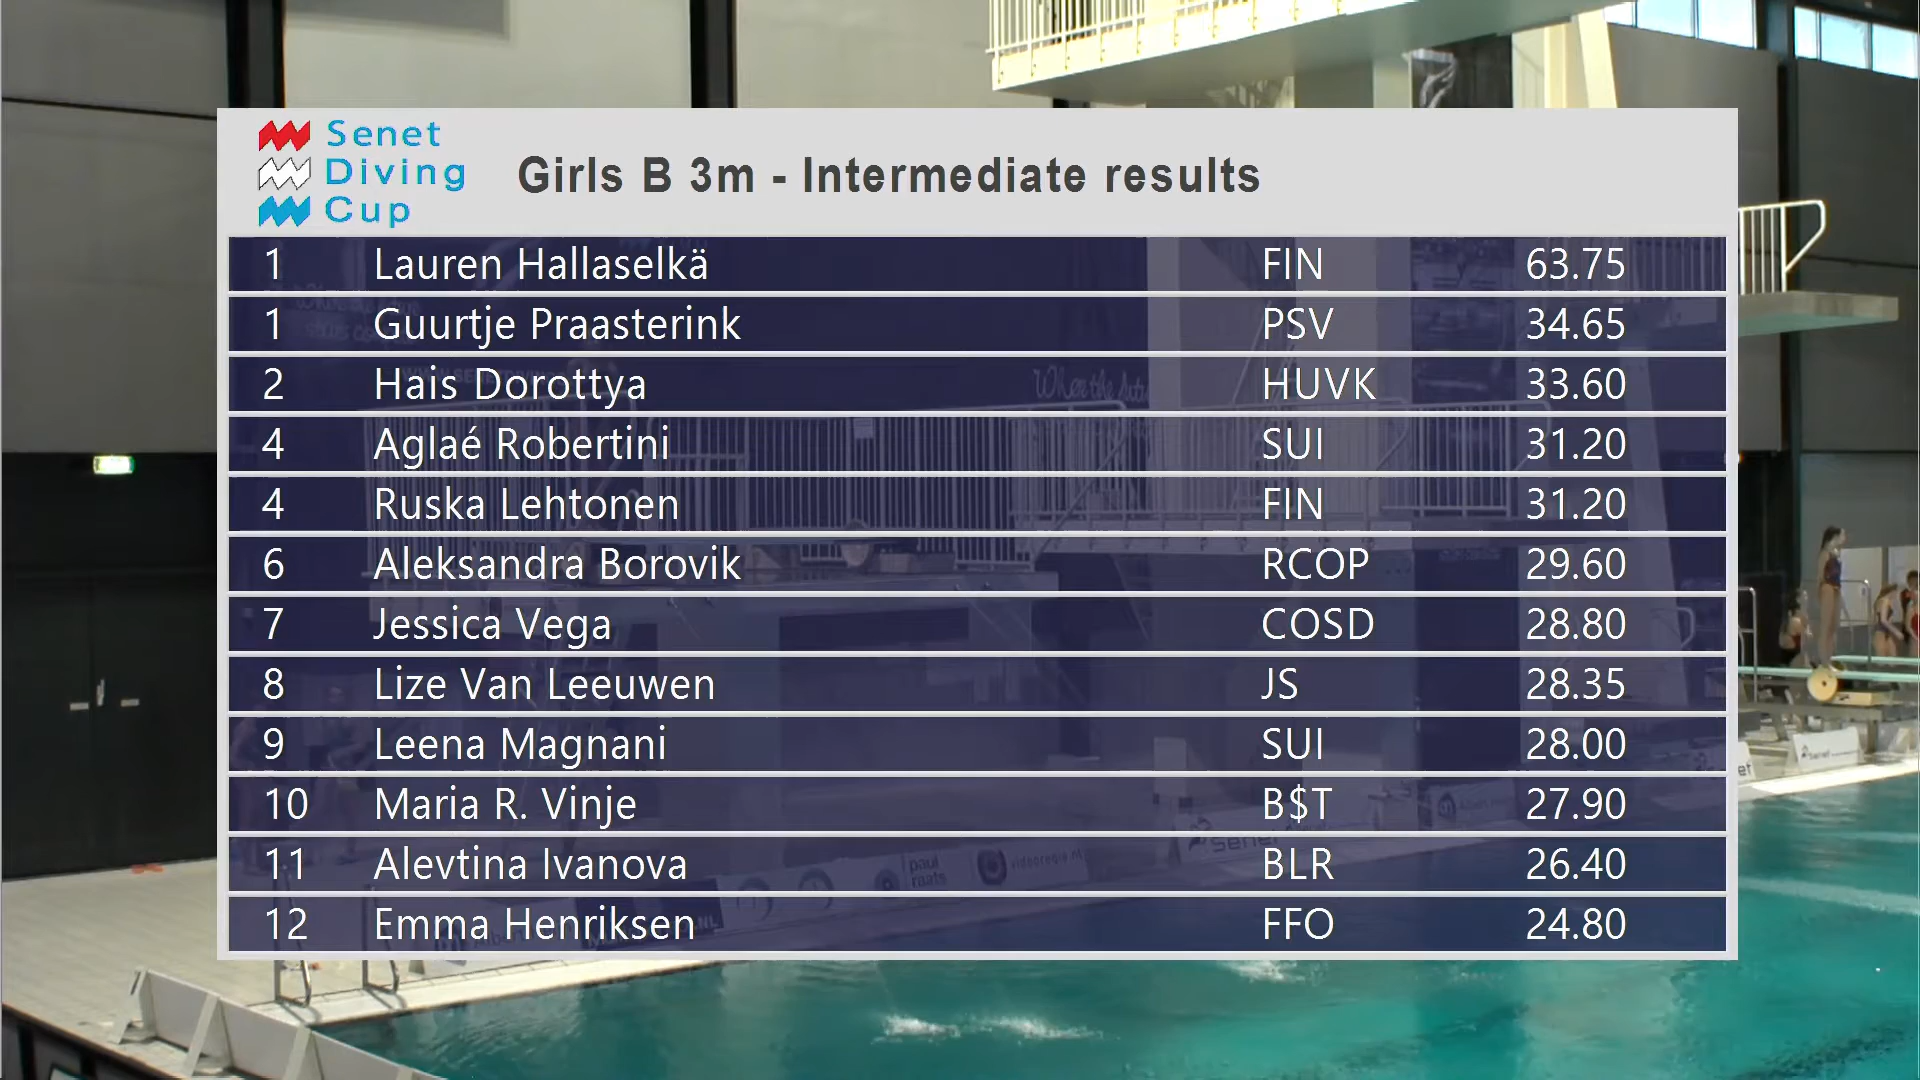 Senet
Diving
Cup
Girls B 3m - Intermediate results
1 Lauren Hallaselkä FIN 63.75
1 Guurtje Praasterink PSV 34.65
2 Hais Dorottya HUVK 33.60
4 Aglaé Robertini SUI 31.20
4 Ruska Lehtonen FIN 31.20
6 Aleksandra Borovik RCOP 29.60
7 Jessica Vega COSD 28.80
8 Lize Van Leeuwen JS 28.35
9 Leena Magnani SUI 28.00
10 Maria R. Vinje B$T 27.90
11 Alevtina Ivanova BLR 26.40
12 Emma Henriksen FFO 24.80